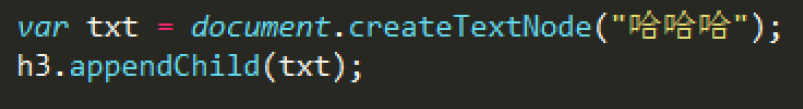 var txt = document.createTextNode("哈哈哈");
h3.appendChild(txt);